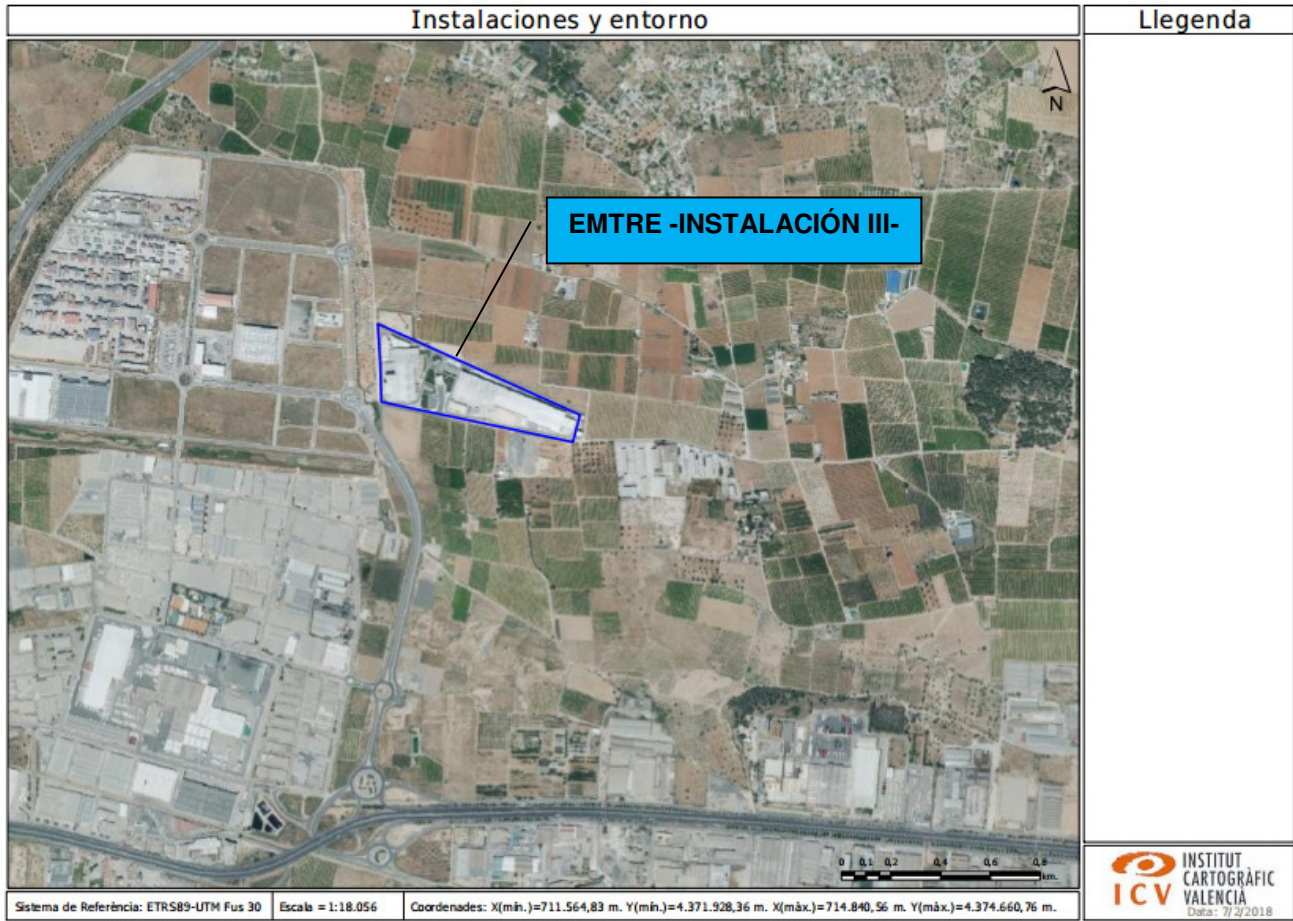 Instalaciones y entorno
Llegenda
N
EMTRE -INSTALACIÓN III-
0 0,1 0,2 0,4 0,6 0,8
km.
INSTITUT
CARTOGRÀFIC
VALENCIÀ
ICV
Data: 7/2/2018
Sistema de Referència: ETRS89-UTM Fus 30
Escala = 1:18.056
Coordenades: X(mín.)=711.564,83 m. Y(mín.)=4.371.928,36 m. X(màx.)=714.840,56 m. Y(màx.)=4.374.660,76 m.